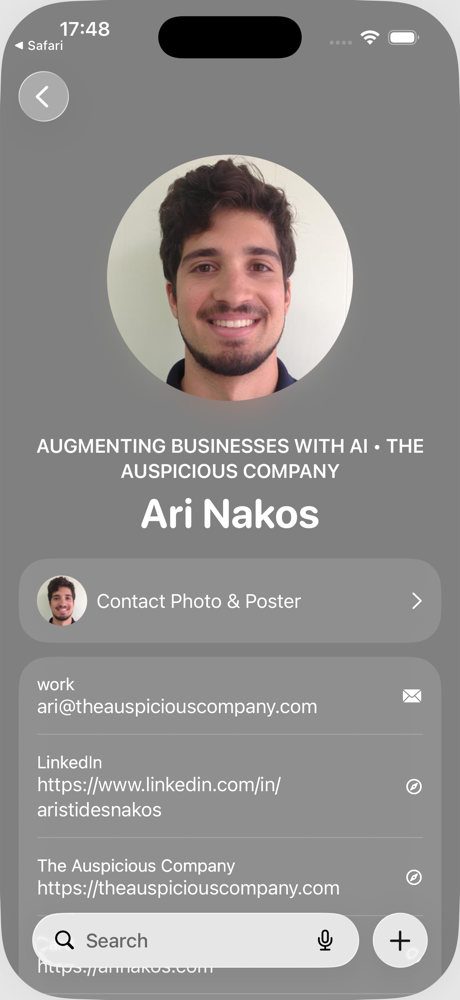 17:48
◀ Safari
AUGMENTING BUSINESSES WITH AI • THE
AUSPICIOUS COMPANY
Ari Nakos
Contact Photo & Poster
work
ari@theauspiciouscompany.com
LinkedIn
https://www.linkedin.com/in/
aristidesnakos
The Auspicious Company
https://theauspiciouscompany.com
Search